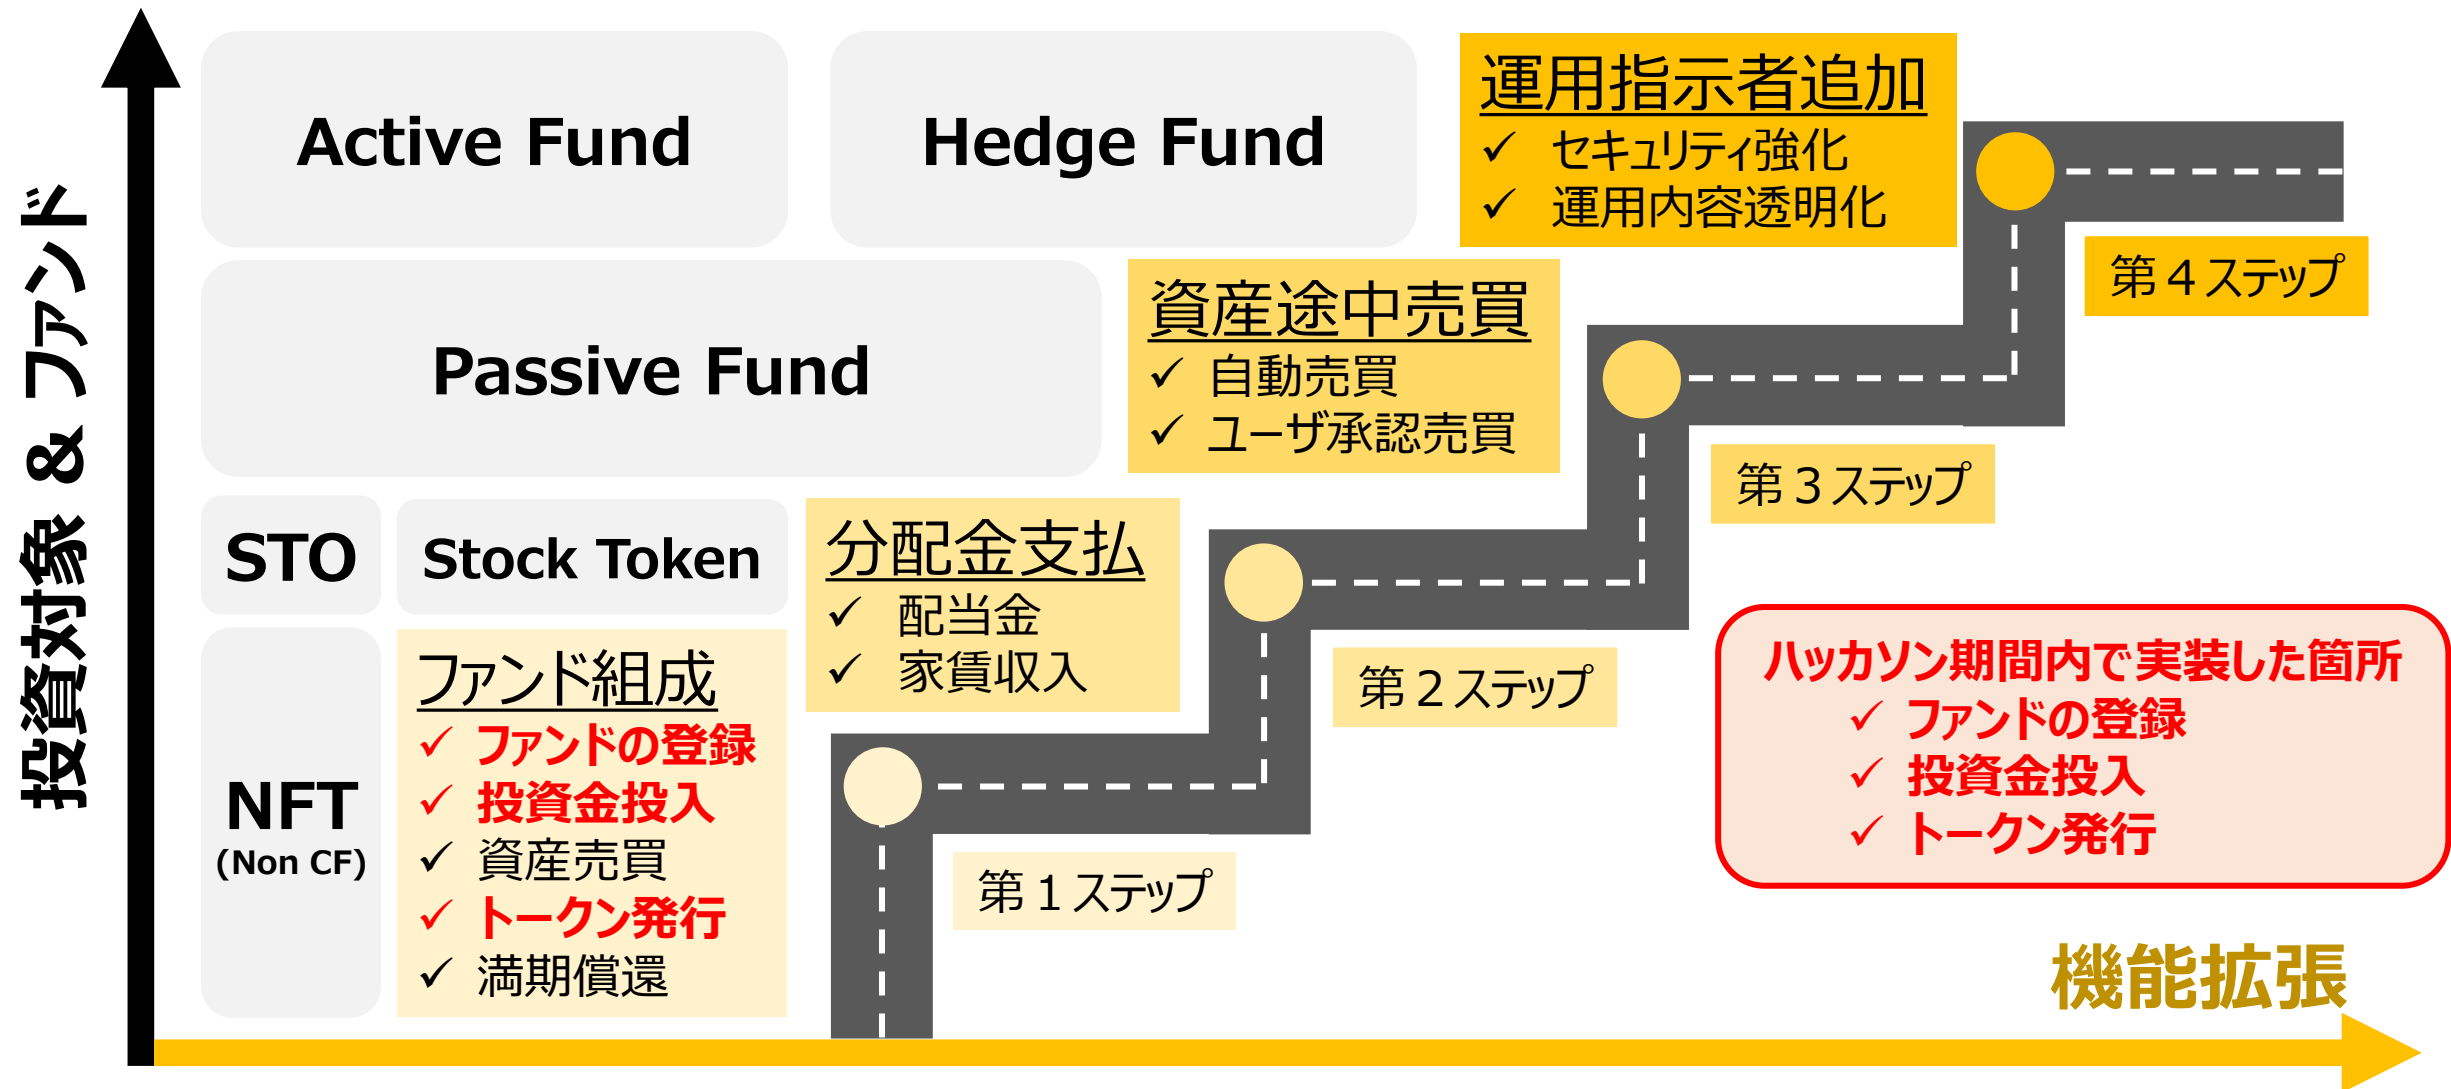 投資対象 & ファンド
Active Fund
Hedge Fund
運用指示者追加
✓ セキュリティ強化
✓ 運用内容透明化
第４ステップ
Passive Fund
資産途中売買
✓ 自動売買
✓ ユーザ承認売買
第３ステップ
STO
Stock Token
分配金支払
✓ 配当金
✓ 家賃収入
第２ステップ
NFT
(Non CF)
ファンド組成
✓ ファンドの登録
✓ 投資金投入
✓ 資産売買
✓ トークン発行
✓ 満期償還
第１ステップ
ハッカソン期間内で実装した箇所
✓ ファンドの登録
✓ 投資金投入
✓ トークン発行
機能拡張